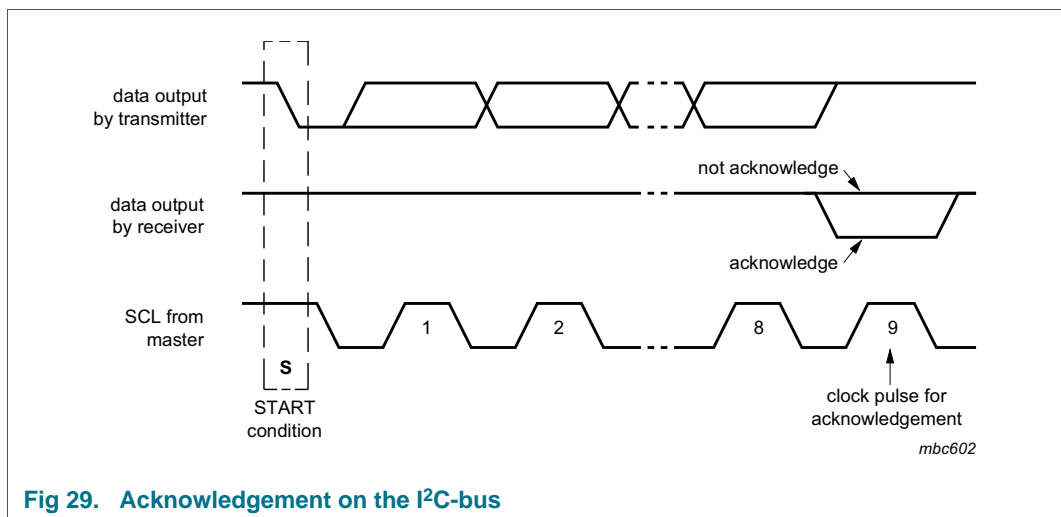 data output
by transmitter
not acknowledge
data output
by receiver
acknowledge
SCL from
master
1
2
8
9
S
START
condition
clock pulse for
acknowledgement
mbc602
Fig 29. Acknowledgement on the I²C-bus